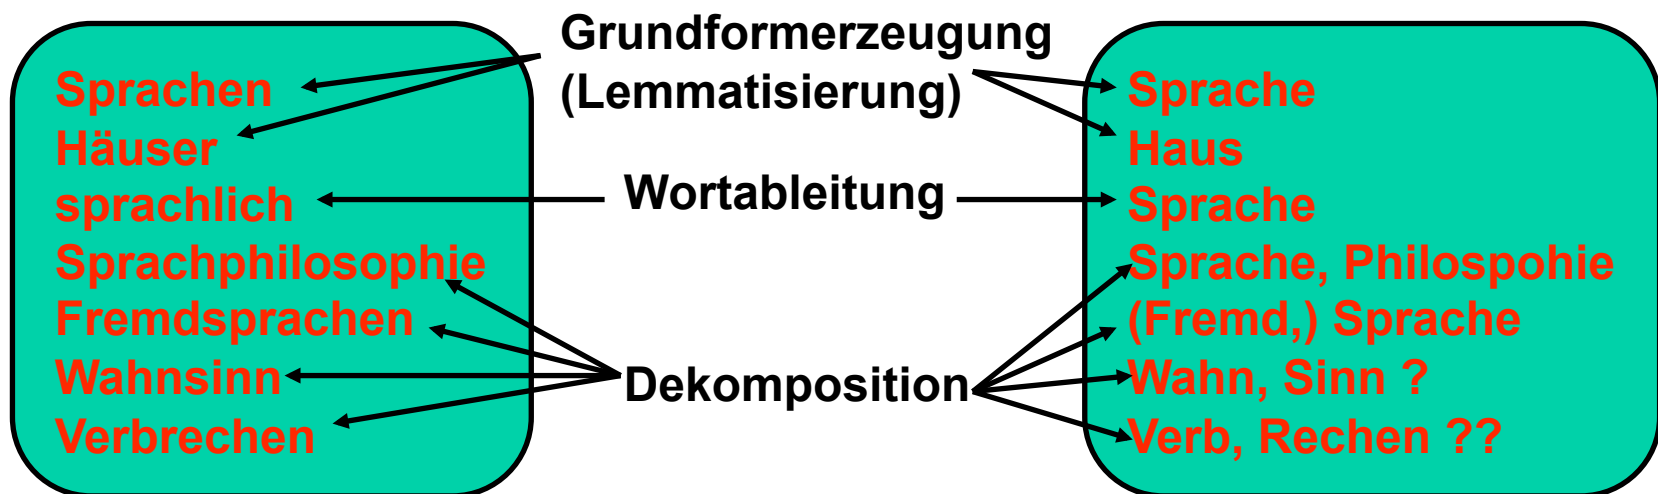 Grundformerzeugung
(Lemmatisierung)
Wortableitung
Dekomposition
Sprachen
Häuser
sprachlich
Sprachphilosophie
Fremdsprachen
Wahnsinn
Verbrechen
Sprache
Haus
Sprache
Sprache, Philospohie
(Fremd,) Sprache
Wahn, Sinn ?
Verb, Rechen ??